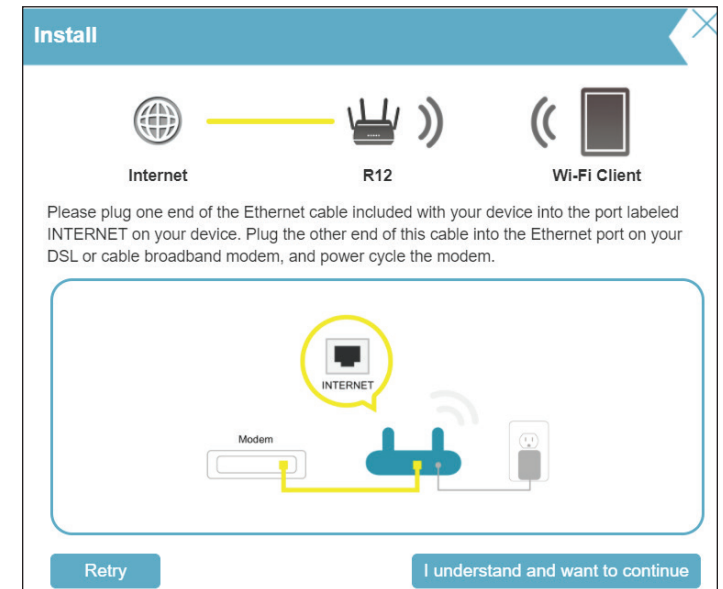 Install
Internet
R12
Wi-Fi Client
Please plug one end of the Ethernet cable included with your device into the port labeled
INTERNET on your device. Plug the other end of this cable into the Ethernet port on your
DSL or cable broadband modem, and power cycle the modem.
INTERNET
Modem
Retry
I understand and want to continue